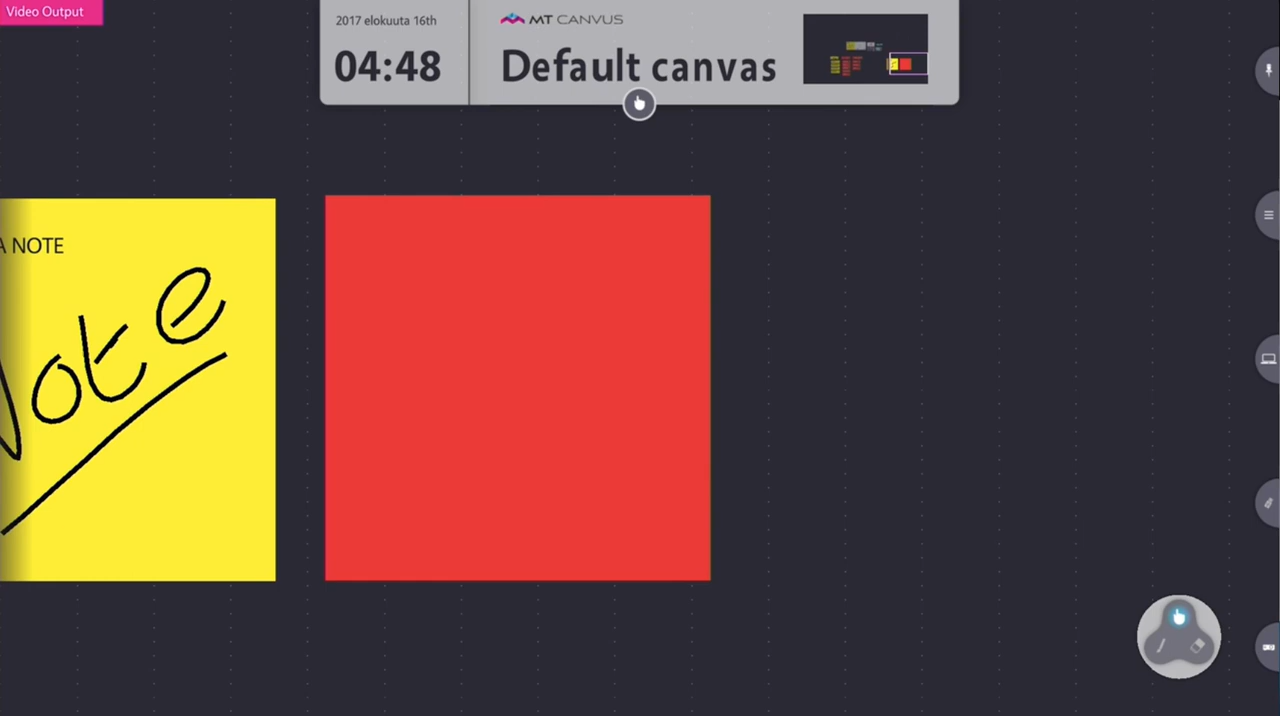 Video Output
2017 elokuuta 16th
04:48
MT CANVUS
Default canvas
A NOTE
Note